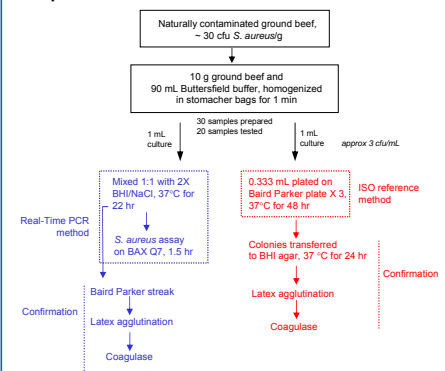 Naturally contaminated ground beef,
~ 30 cfu S. aureus/g
10 g ground beef and
90 mL Buttersfield buffer, homogenized
in stomacher bags for 1 min
30 samples prepared
20 samples tested
1 mL
culture
1 mL
culture
approx 3 cfu/mL
Mixed 1:1 with 2X
BHI/NaCl, 37°C for
22 hr
S. aureus assay
on BAX Q7, 1.5 hr
Real-Time PCR
method
0.333 mL plated on
Baird Parker plate X 3,
37°C for 48 hr
ISO reference
method
Colonies transferred
to BHI agar, 37 °C for 24 hr
Latex agglutination
Coagulase
Confirmation
Baird Parker streak
Latex agglutination
Coagulase
Confirmation